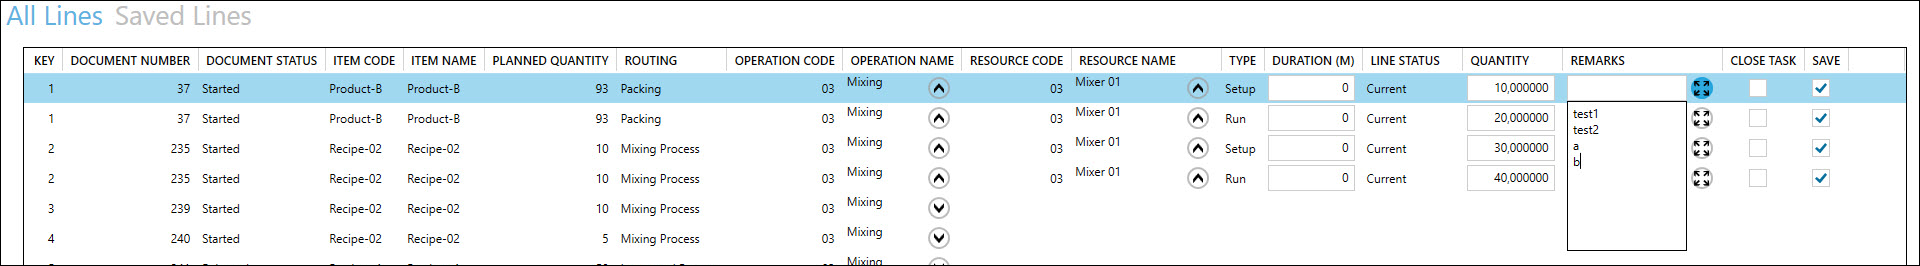 All Lines Saved Lines
KEY DOCUMENT NUMBER DOCUMENT STATUS ITEM CODE ITEM NAME PLANNED QUANTITY ROUTING OPERATION CODE OPERATION NAME RESOURCE CODE RESOURCE NAME TYPE DURATION (M) LINE STATUS QUANTITY REMARKS CLOSE TASK SAVE
1 37 Started Product-B Product-B 93 Packing 03 Mixing 03 Mixer 01 Setup 0 Current 10,000000
1 37 Started Product-B Product-B 93 Packing 03 Mixing 03 Mixer 01 Run 0 Current 20,000000
2 235 Started Recipe-02 Recipe-02 10 Mixing Process 03 Mixing 03 Mixer 01 Setup 0 Current 30,000000
2 235 Started Recipe-02 Recipe-02 10 Mixing Process 03 Mixing 03 Mixer 01 Run 0 Current 40,000000
3 239 Started Recipe-02 Recipe-02 10 Mixing Process 03 Mixing
4 240 Started Recipe-02 Recipe-02 5 Mixing Process 03 Mixing
Mixing
test1
test2
a
b